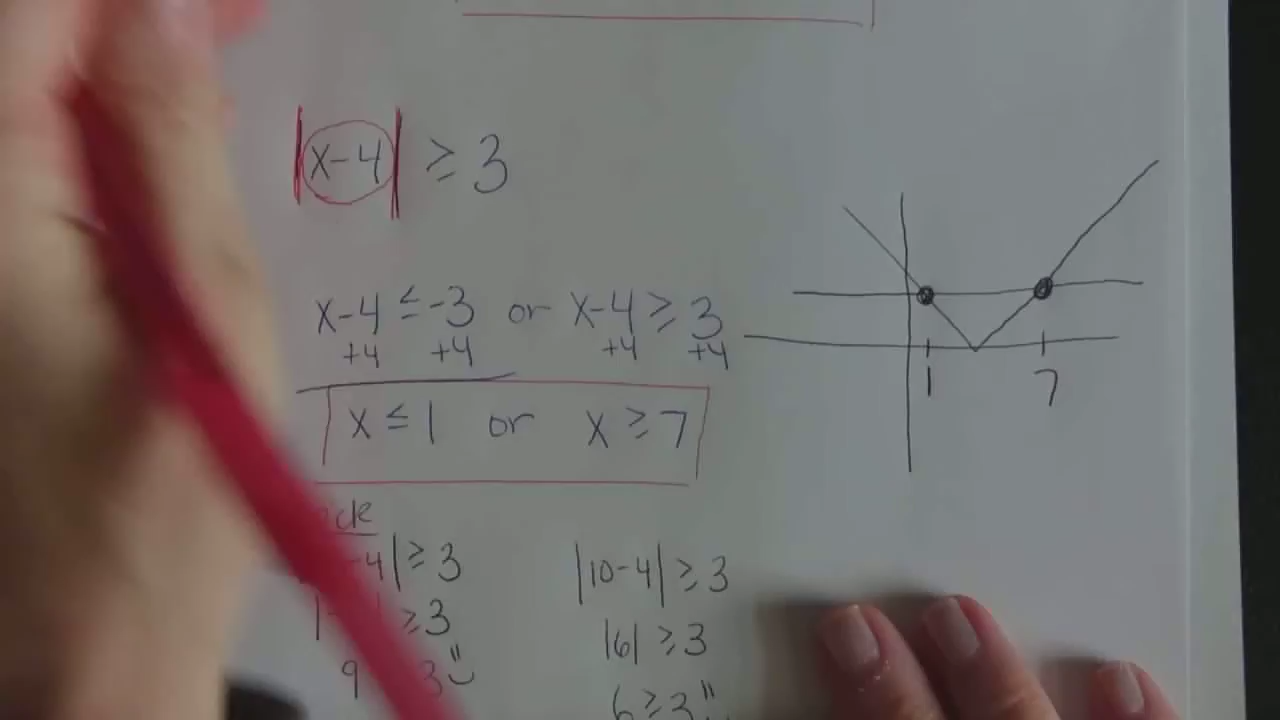 |x-4| ≥ 3
x-4 ≤ -3 or x-4 ≥ 3
+4 +4 +4 +4
x ≤ 1 or x ≥ 7
-4| ≥ 3 |10-4| ≥ 3
≥ 3 |6| ≥ 3
9 3 6 ≥ 3
1 7